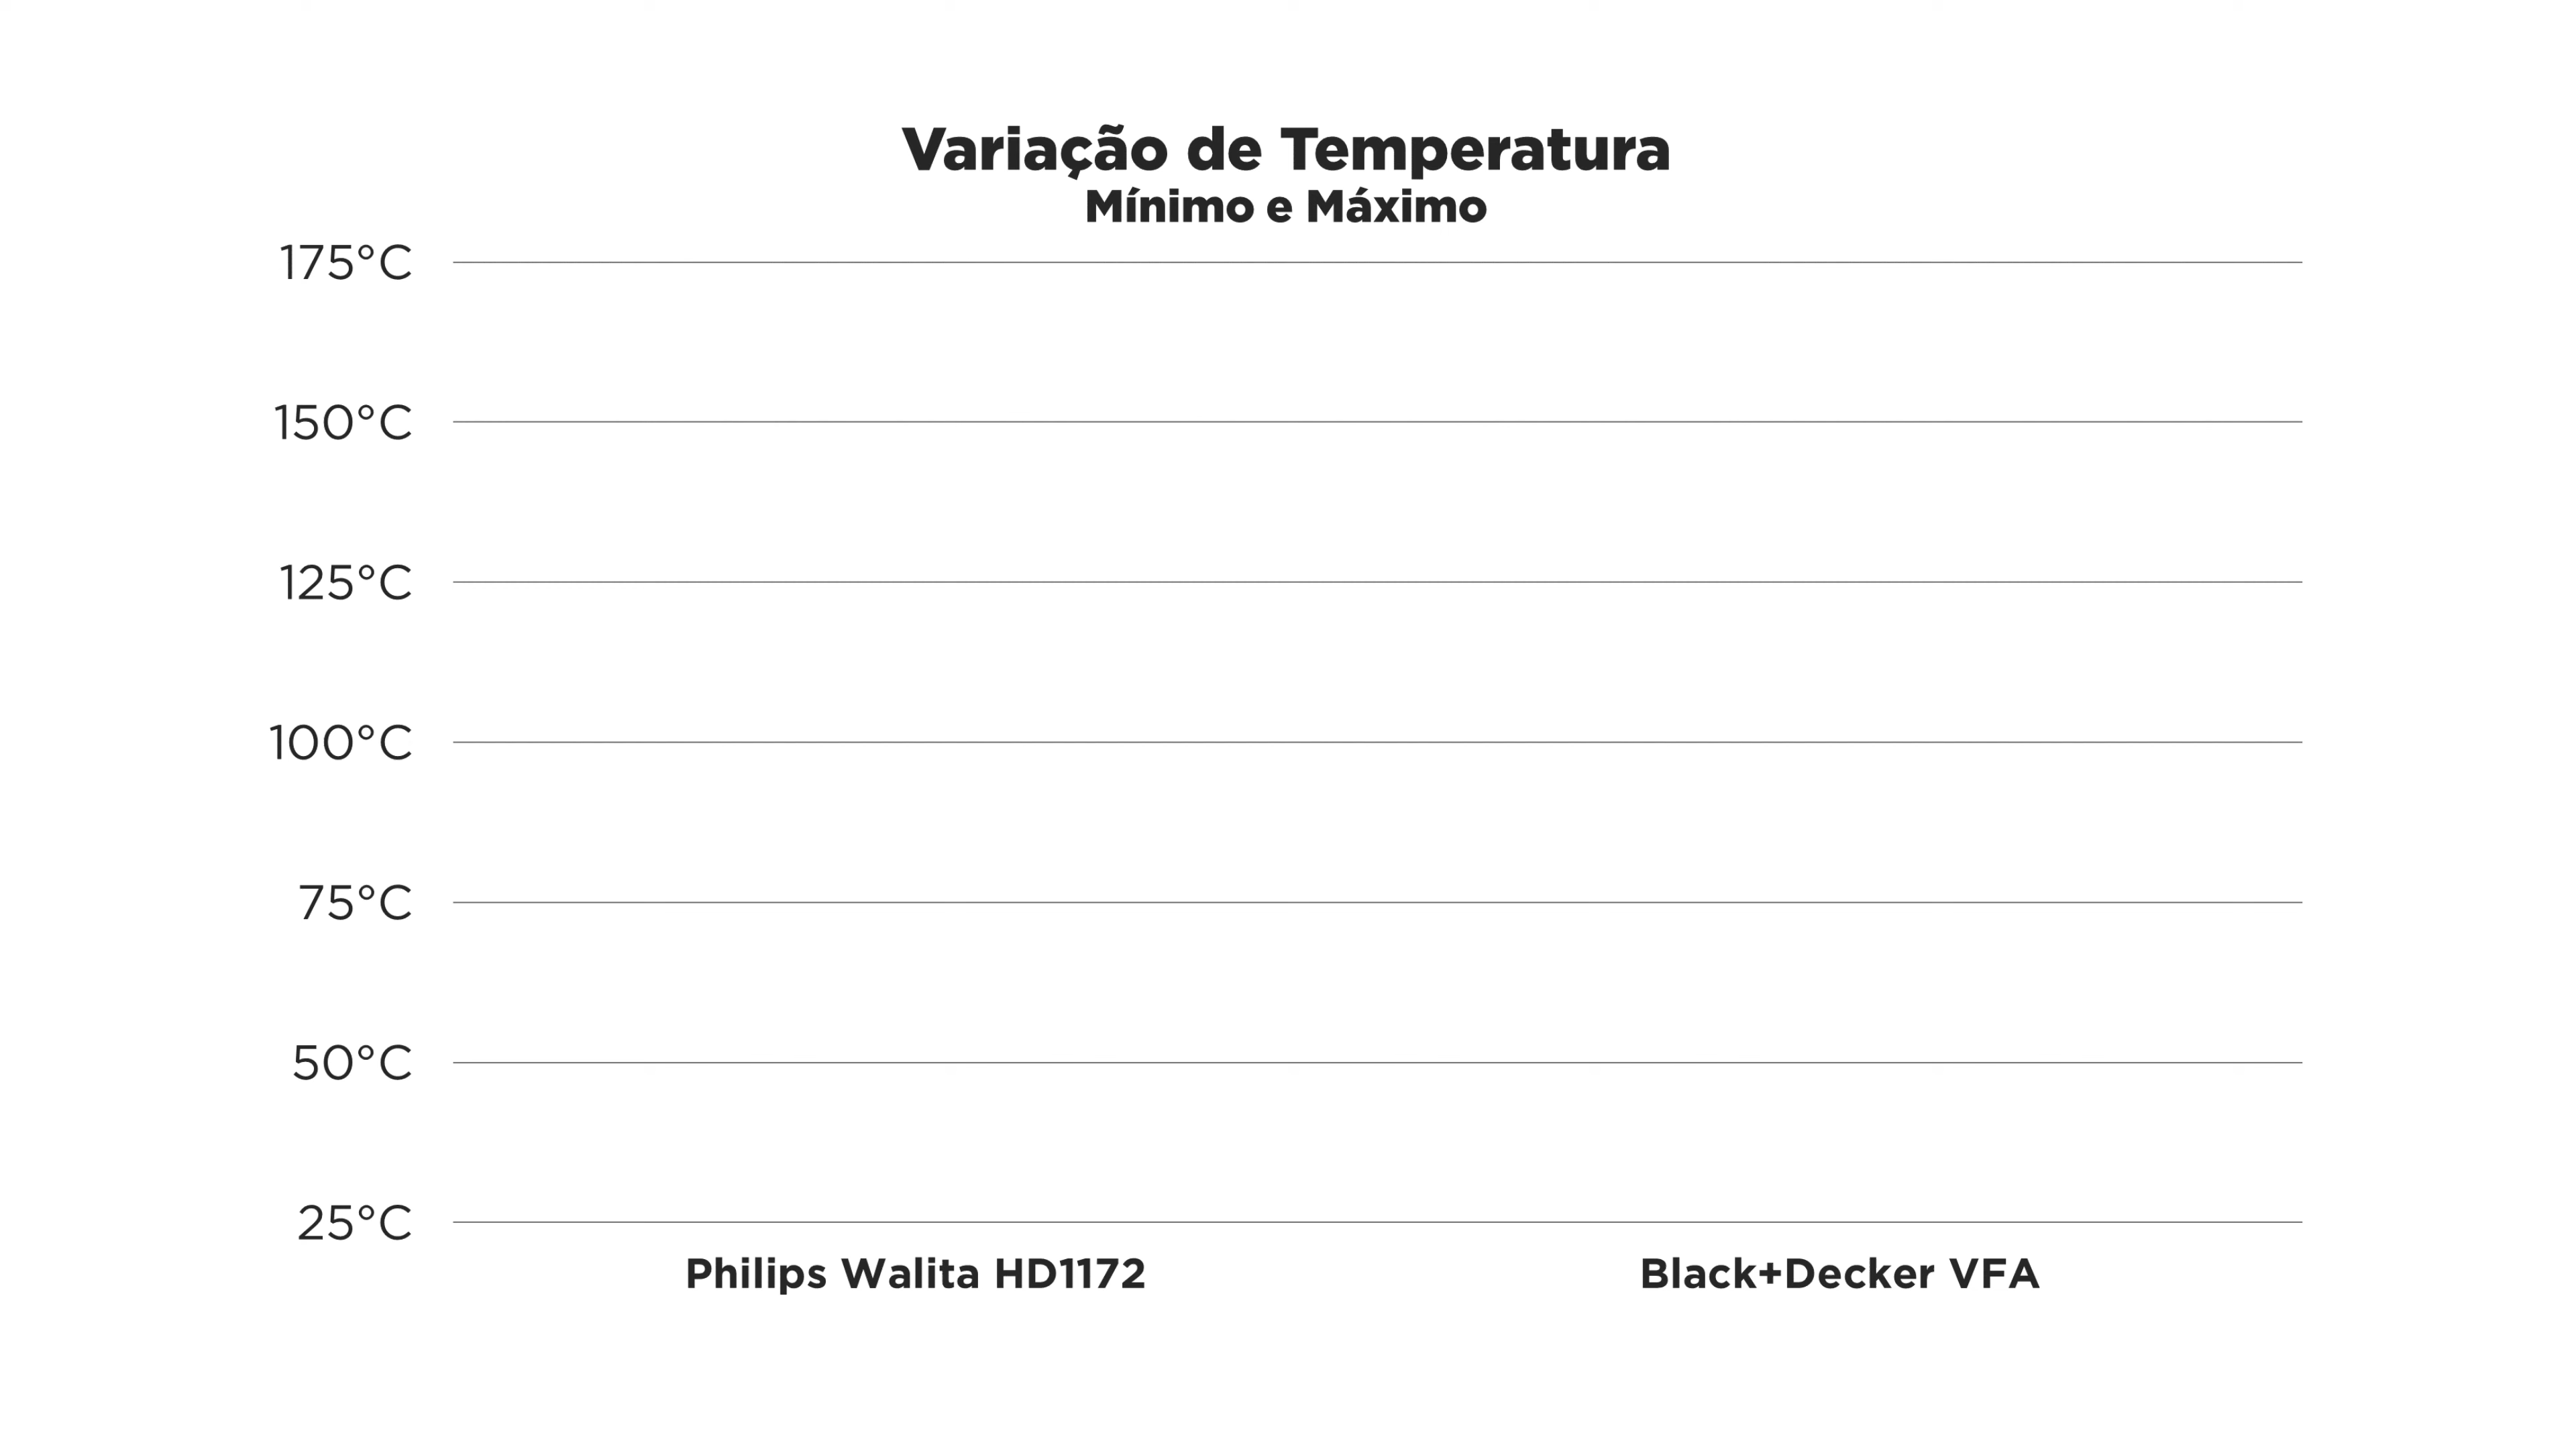 Variação de Temperatura
Mínimo e Máximo
175°C
150°C
125°C
100°C
75°C
50°C
25°C
Philips Walita HD1172
Black+Decker VFA